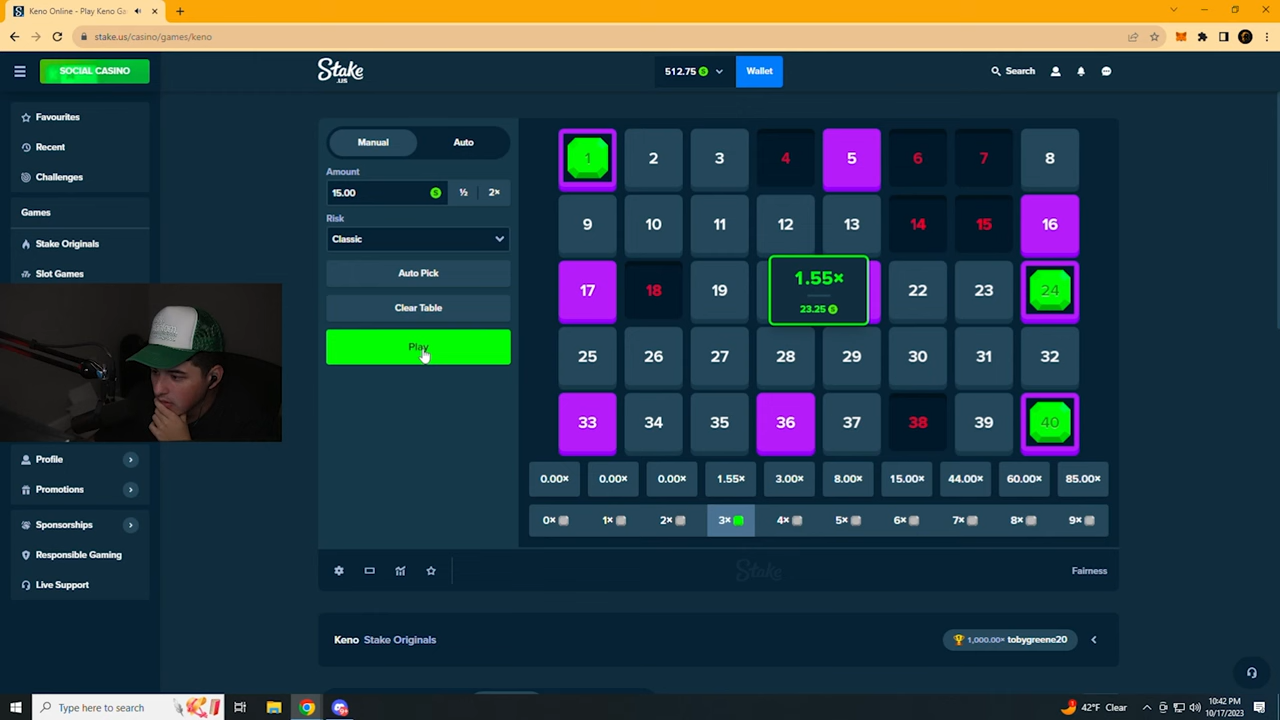 Keno Online - Play Keno Ga
stake.us/casino/games/keno
SOCIAL CASINO
Stake
.US
512.75
Wallet
Search
Favourites
Recent
Challenges
Games
Stake Originals
Slot Games
Profile
Promotions
Sponsorships
Responsible Gaming
Live Support
Manual
Auto
Amount
15.00
½
2×
Risk
Classic
Auto Pick
Clear Table
Play
1 2 3 4 5 6 7 8
9 10 11 12 13 14 15 16
17 18 19 22 23 24
1.55×
23.25
25 26 27 28 29 30 31 32
33 34 35 36 37 38 39 40
0.00× 0.00× 0.00× 1.55× 3.00× 8.00× 15.00× 44.00× 60.00× 85.00×
0× 1× 2× 3× 4× 5× 6× 7× 8× 9×
Stake
Fairness
Keno Stake Originals
1,000.00× tobygreene20
Type here to search
42°F Clear
10:42 PM
10/17/2023